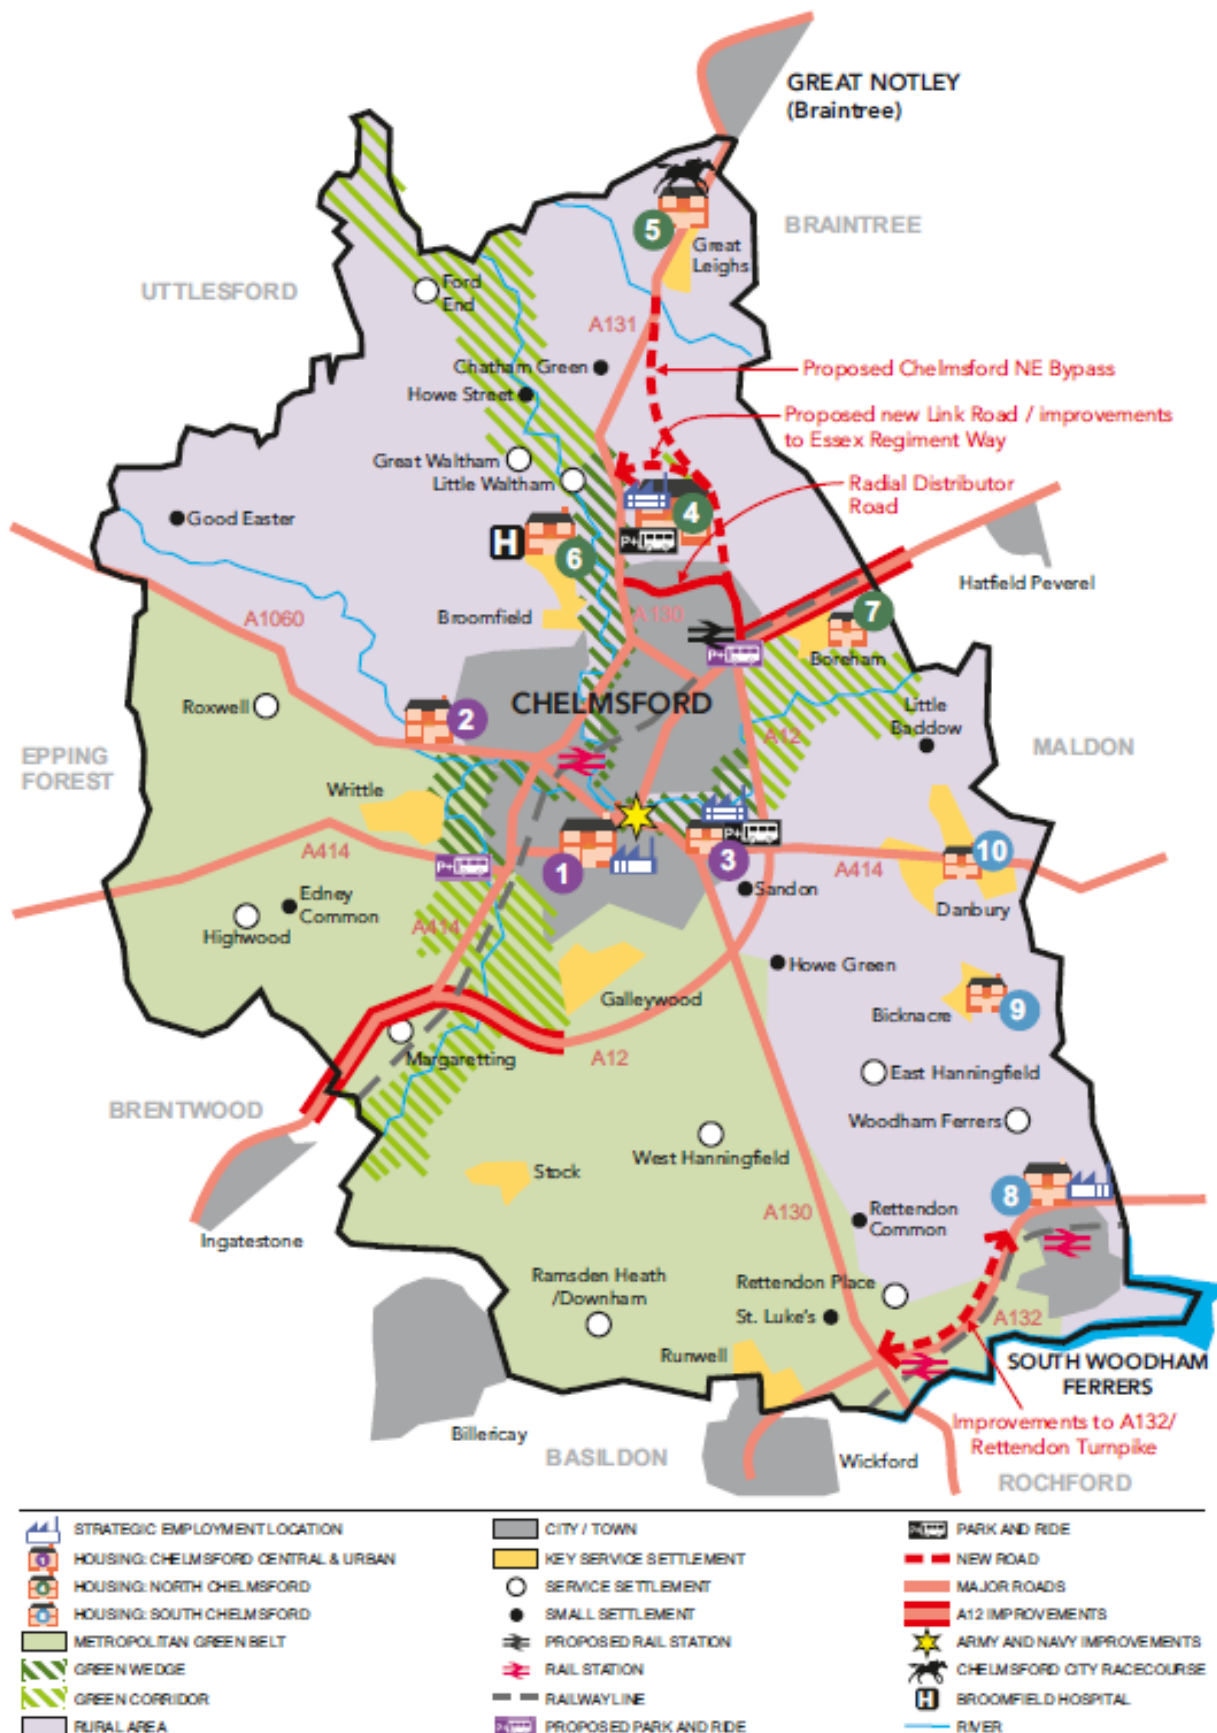 GREAT NOTLEY
(Braintree)
BRAINTREE
5
Great
Leighs
UTTLESFORD
Ford
End
A131
Chatham Green
Proposed Chelmsford NE Bypass
Howe Street
Proposed new Link Road / improvements
to Essex Regiment Way
Great Waltham
Little Waltham
Radial Distributor
Road
Good Easter
4
P+
H
6
Hatfield Peverel
A1060
Broomfield
A130
7
P+
Boreham
Roxwell
2
CHELMSFORD
Little
Baddow
A12
MALDON
EPPING
FOREST
Writtle
P+
A414
P+
1
3
A414
10
Sandon
Edney
Common
Highwood
A414
Danbury
Howe Green
Galleywood
Bicknacre
9
Margaretting
A12
East Hanningfield
BRENTWOOD
Woodham Ferrers
West Hanningfield
Stock
8
A130
Rettendon
Common
Ingatestone
Ramsden Heath
/Downham
Rettendon Place
St. Luke's
A132
Runwell
SOUTH WOODHAM
FERRERS
Billericay
Improvements to A132/
Rettendon Turnpike
BASILDON
Wickford
ROCHFORD
STRATEGIC EMPLOYMENT LOCATION
1
HOUSING: CHELMSFORD CENTRAL & URBAN
HOUSING: NORTH CHELMSFORD
HOUSING: SOUTH CHELMSFORD
METROPOLITAN GREEN BELT
GREEN WEDGE
GREEN CORRIDOR
RURAL AREA
CITY / TOWN
KEY SERVICE SETTLEMENT
SERVICE SETTLEMENT
SMALL SETTLEMENT
PROPOSED RAIL STATION
RAIL STATION
RAILWAY LINE
P+
PROPOSED PARK AND RIDE
P+
PARK AND RIDE
NEW ROAD
MAJOR ROADS
A12 IMPROVEMENTS
ARMY AND NAVY IMPROVEMENTS
CHELMSFORD CITY RACECOURSE
H
BROOMFIELD HOSPITAL
RIVER